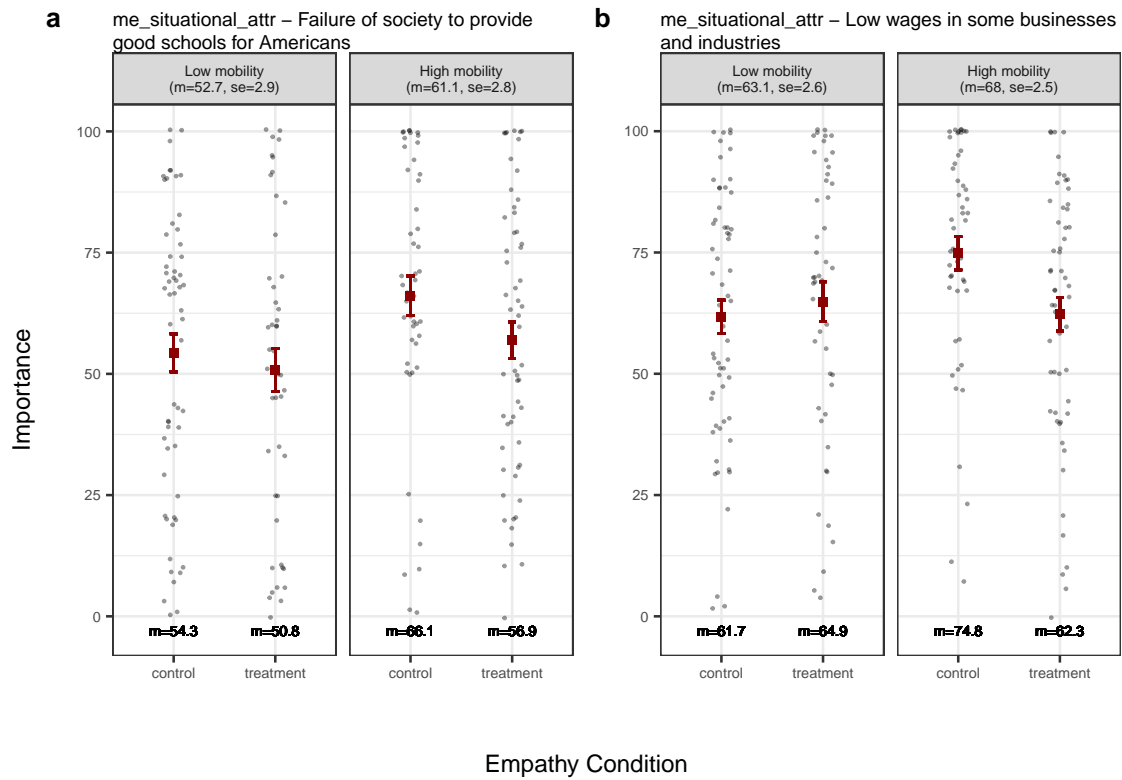 a
me_situational_attr – Failure of society to provide
good schools for Americans
Low mobility
(m=52.7, se=2.9)
High mobility
(m=61.1, se=2.8)
100
75
50
25
0
m=54.3
m=50.8
m=66.1
m=56.9
control
treatment
control
treatment
b
me_situational_attr – Low wages in some businesses
and industries
Low mobility
(m=63.1, se=2.6)
High mobility
(m=68, se=2.5)
100
75
50
25
0
m=61.7
m=64.9
m=74.8
m=62.3
control
treatment
control
treatment
Importance
Empathy Condition